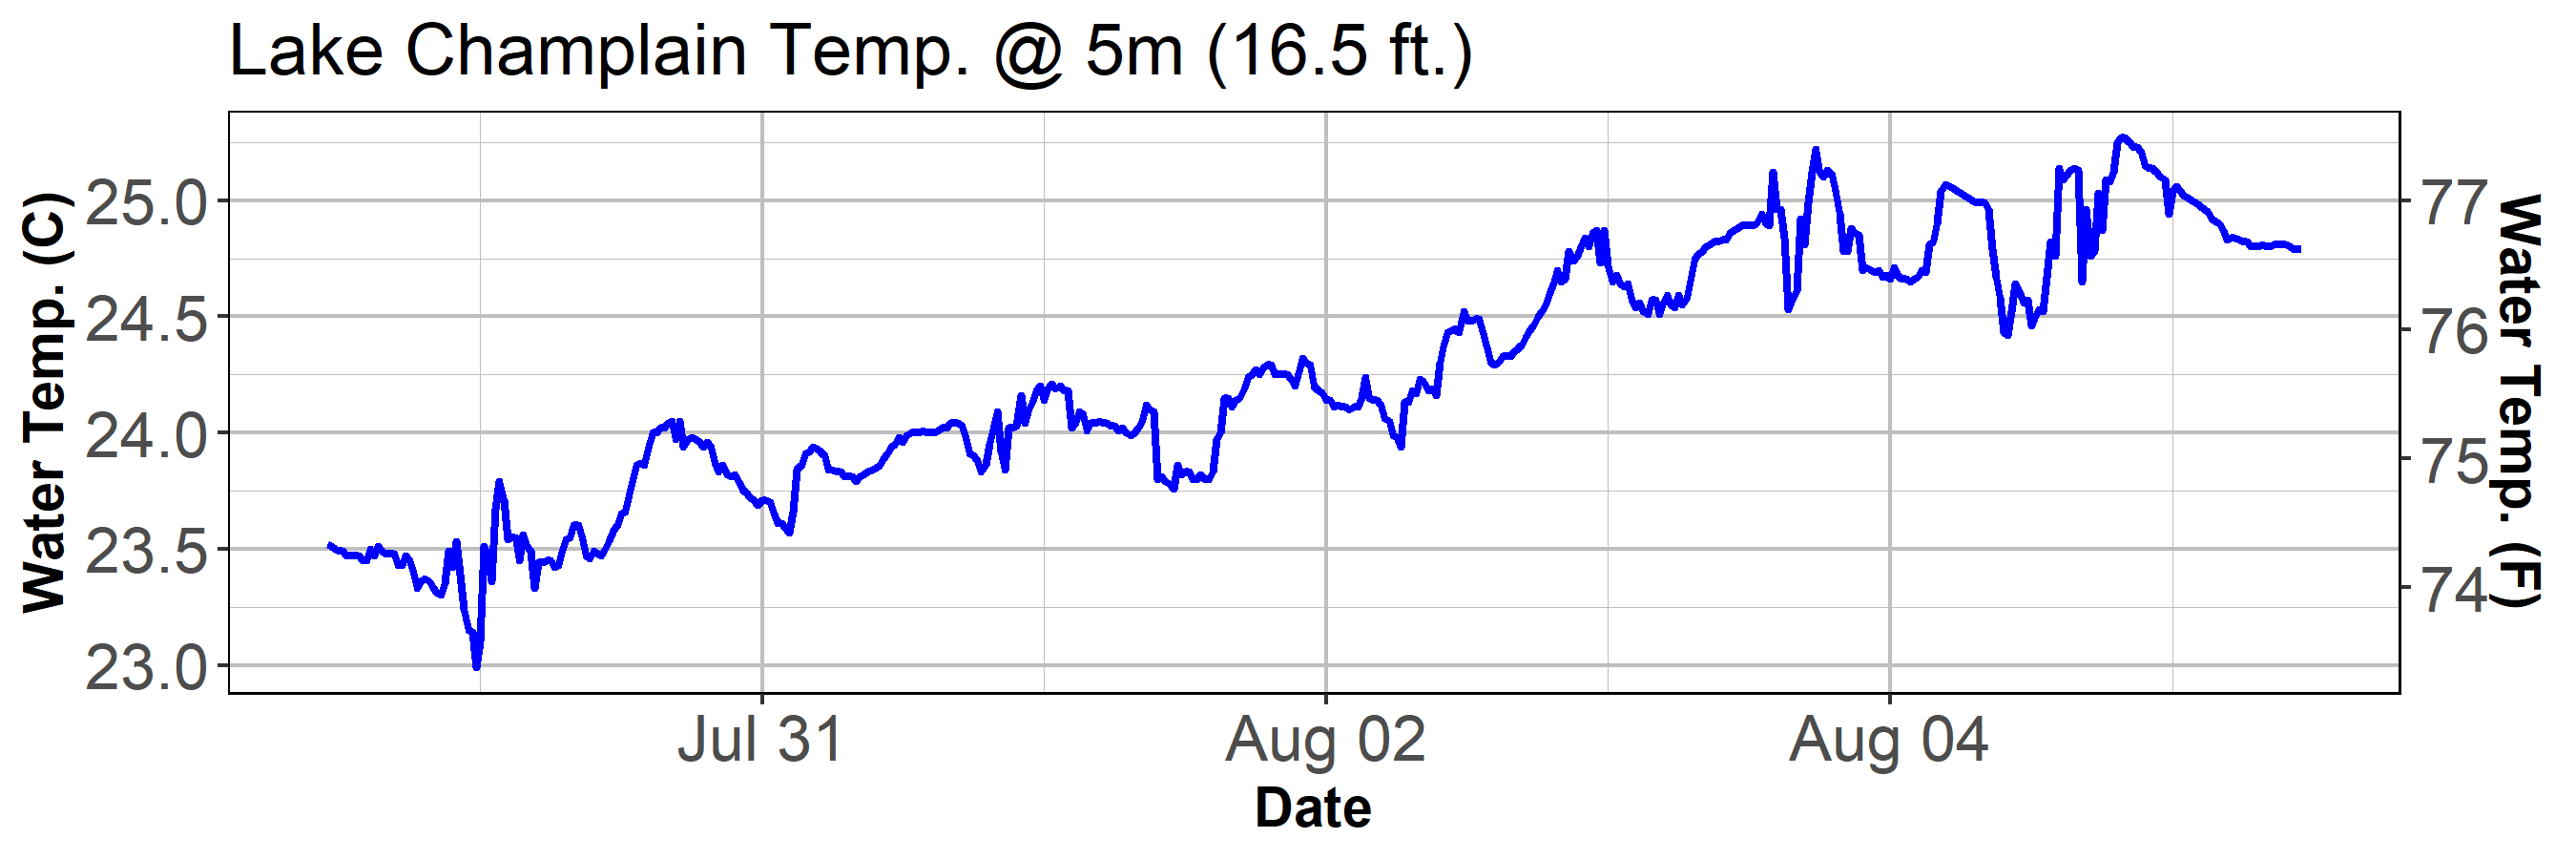 Lake Champlain Temp. @ 5m (16.5 ft.)
Water Temp. (C)
25.0
24.5
24.0
23.5
23.0
77
76
75
74
Water Temp. (F)
Jul 31
Aug 02
Aug 04
Date